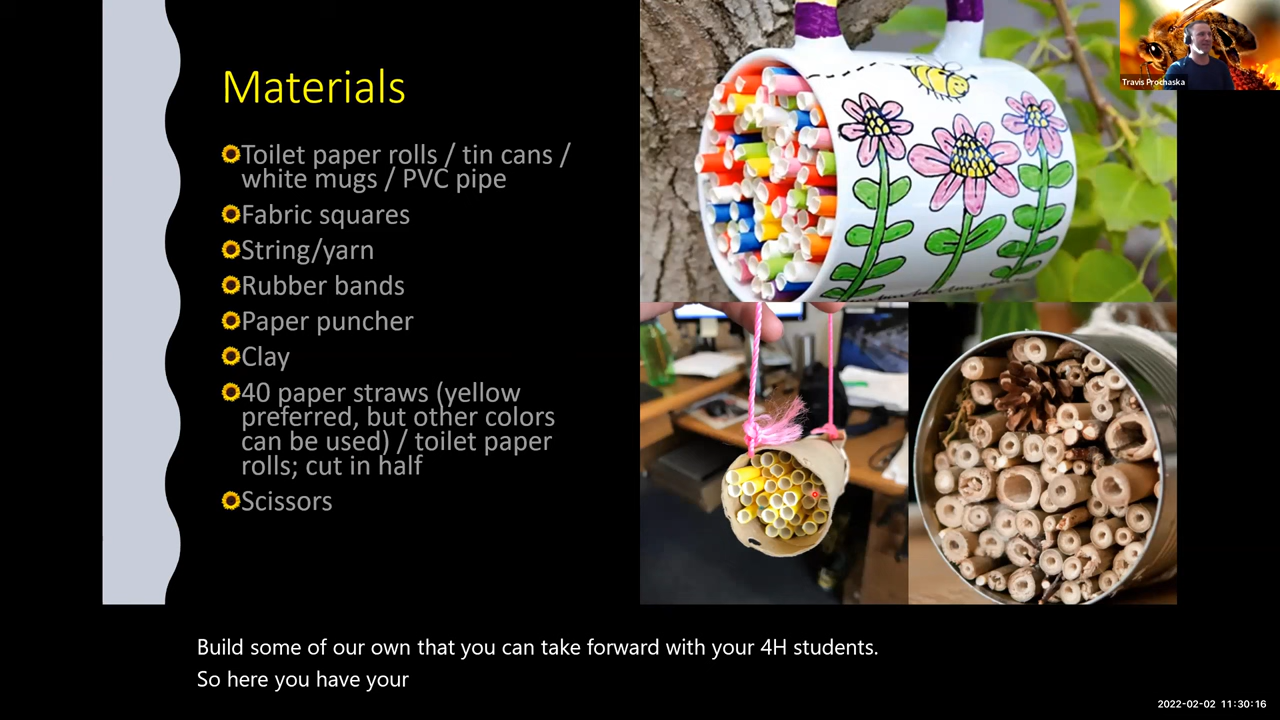 Travis Prochaska
Materials
Toilet paper rolls / tin cans /
white mugs / PVC pipe
Fabric squares
String/yarn
Rubber bands
Paper puncher
Clay
40 paper straws (yellow
preferred, but other colors
can be used) / toilet paper
rolls; cut in half
Scissors
Build some of our own that you can take forward with your 4H students.
So here you have your
2022-02-02 11:30:16